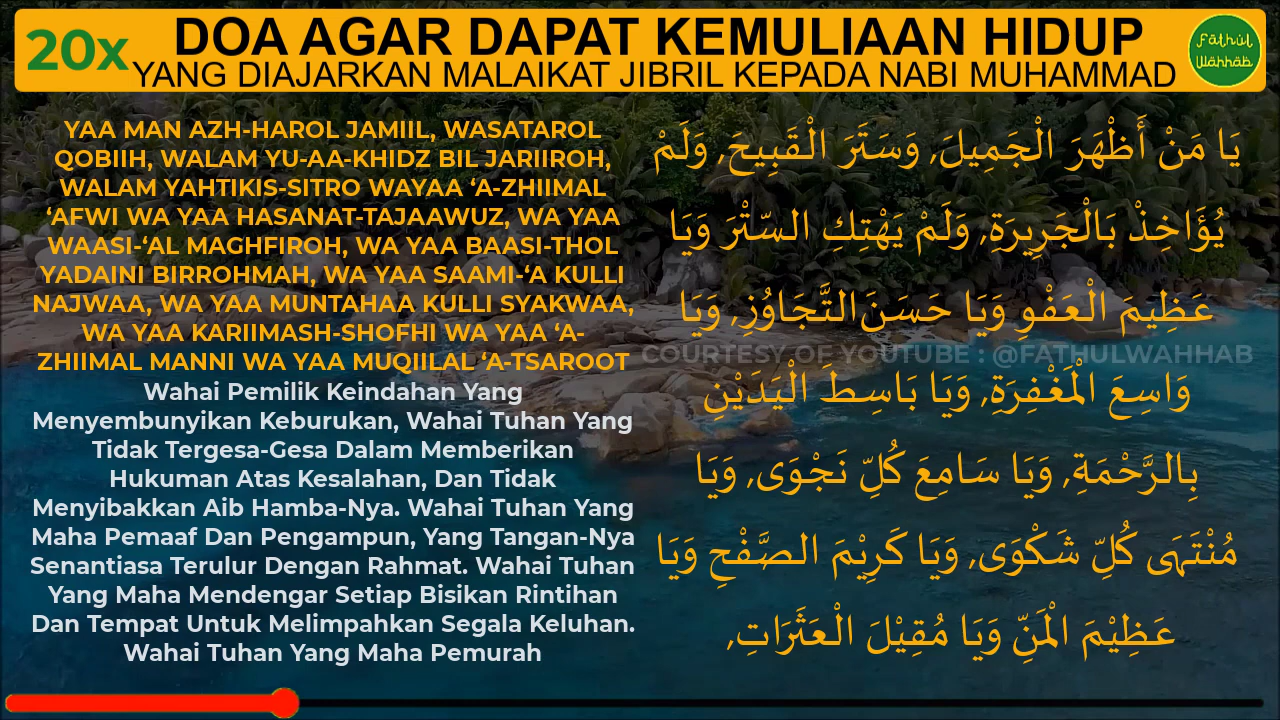 20x
DOA AGAR DAPAT KEMULIAAN HIDUP
YANG DIAJARKAN MALAIKAT JIBRIL KEPADA NABI MUHAMMAD
Fathul
Wahhab
YAA MAN AZH-HAROL JAMIIL, WASATAROL
QOBIIH, WALAM YU-AA-KHIDZ BIL JARIIROH,
WALAM YAHTIKIS-SITRO WAYAA ‘A-ZHIIMAL
‘AFWI WA YAA HASANAT-TAJAAWUZ, WA YAA
WAASI-‘AL MAGHFIROH, WA YAA BAASI-THOL
YADAINI BIRROHMAH, WA YAA SAAMI-‘A KULLI
NAJWAA, WA YAA MUNTAHAA KULLI SYAKWAA,
WA YAA KARIIMASH-SHOFHI WA YAA ‘A-
ZHIIMAL MANNI WA YAA MUQIILAL ‘A-TSAROOT
Wahai Pemilik Keindahan Yang
Menyembunyikan Keburukan, Wahai Tuhan Yang
Tidak Tergesa-Gesa Dalam Memberikan
Hukuman Atas Kesalahan, Dan Tidak
Menyibakkan Aib Hamba-Nya. Wahai Tuhan Yang
Maha Pemaaf Dan Pengampun, Yang Tangan-Nya
Senantiasa Terulur Dengan Rahmat. Wahai Tuhan
Yang Maha Mendengar Setiap Bisikan Rintihan
Dan Tempat Untuk Melimpahkan Segala Keluhan.
Wahai Tuhan Yang Maha Pemurah
يَا مَنْ أَظْهَرَ الْجَمِيلَ, وَسَتَرَ الْقَبِيحَ, وَلَمْ
يُؤَاخِذْ بَالْجَرِيرَةِ, وَلَمْ يَهْتِكِ السّتْرَ وَيَا
عَظِيمَ الْعَفْوِ وَيَا حَسَنَ التَّجَاوُزِ, وَيَا
COURTESY OF YOUTUBE : @FATHULWAHHAB
وَاسِعَ الْمَغْفِرَةِ, وَيَا بَاسِطَ الْيَدَيْنِ
بِالرَّحْمَةِ, وَيَا سَامِعَ كُلِّ نَجْوَى, وَيَا
مُنْتَهَى كُلِّ شَكْوَى, وَيَا كَرِيْمَ الصَّفْحِ وَيَا
عَظِيْمَ الْمَنِّ وَيَا مُقِيْلَ الْعَثَرَاتِ,